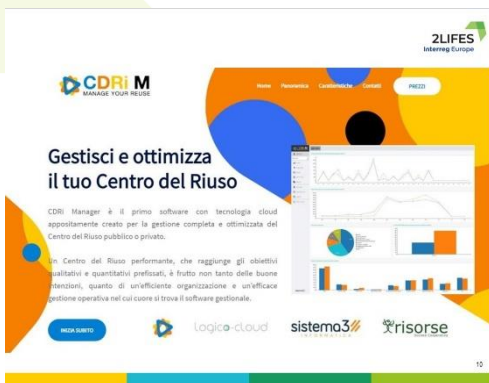 2LIFES
Interreg Europe
CDRi M
MANAGE YOUR REUSE
Home Panoramica Caratteristiche Contatti PREZZI
Gestisci e ottimizza
il tuo Centro del Riuso
CDRi Manager è il primo software con tecnologia cloud
appositamente creato per la gestione completa e ottimizzata del
Centro del Riuso pubblico o privato.
Un Centro del Riuso performante, che raggiunge gli obiettivi
qualitativi e quantitativi prefissati, è frutto non tanto delle buone
intenzioni, quanto di un'efficiente organizzazione e un'efficace
gestione operativa nel cui cuore si trova il software gestionale.
INIZIA SUBITO
logico-cloud
sistema3
INFORMATICA
risorse
10